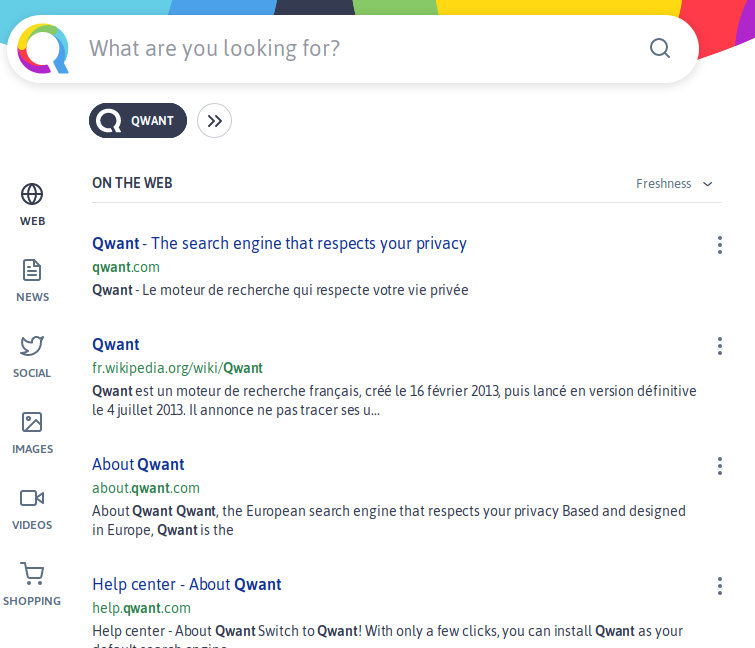 What are you looking for?
QWANT
ON THE WEB
Freshness
WEB
NEWS
SOCIAL
IMAGES
VIDEOS
SHOPPING
Qwant - The search engine that respects your privacy
qwant.com
Qwant - Le moteur de recherche qui respecte votre vie privée
Qwant
fr.wikipedia.org/wiki/Qwant
Qwant est un moteur de recherche français, créé le 16 février 2013, puis lancé en version définitive
le 4 juillet 2013. Il annonce ne pas tracer ses u...
About Qwant
about.qwant.com
About Qwant Qwant, the European search engine that respects your privacy Based and designed
in Europe, Qwant is the
Help center - About Qwant
help.qwant.com
Help center - About Qwant Switch to Qwant! With only a few clicks, you can install Qwant as your
default search engine